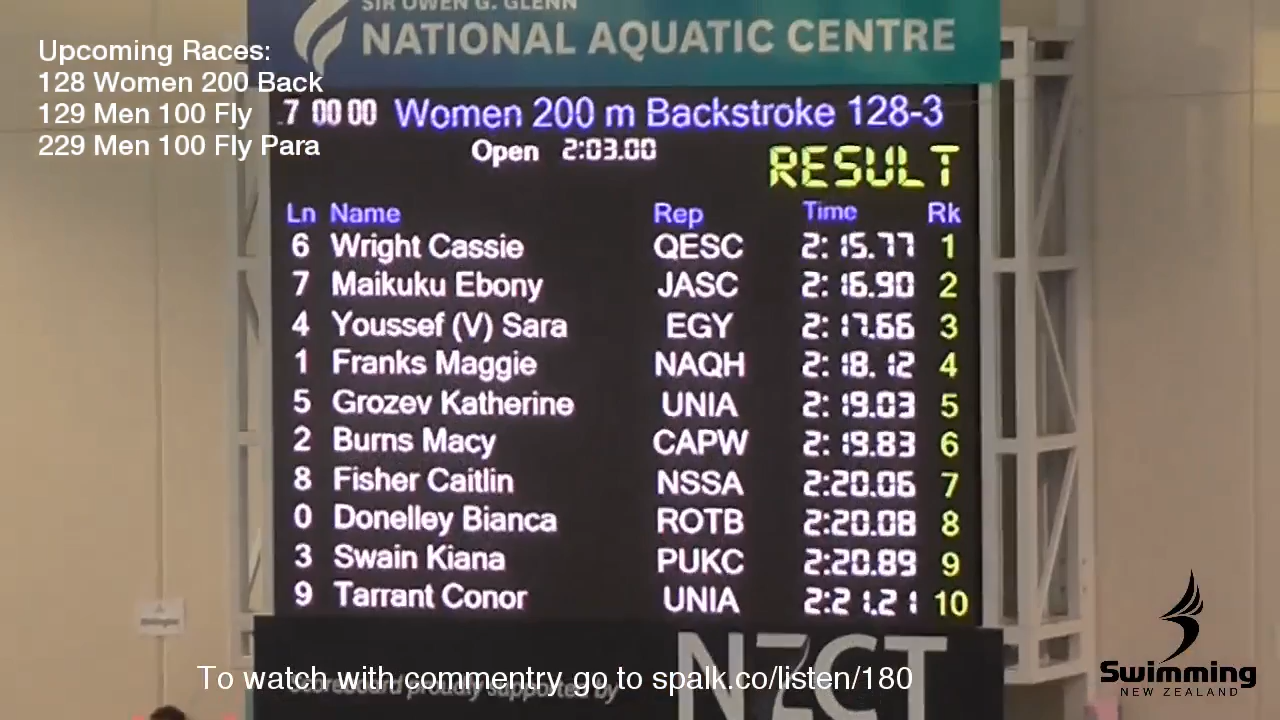 SIR OWEN G. GLENN
NATIONAL AQUATIC CENTRE
Upcoming Races:
128 Women 200 Back
129 Men 100 Fly
229 Men 100 Fly Para
.7 00 00 Women 200 m Backstroke 128-3
Open 2:03.00
RESULT
Ln Name Rep Time Rk
6 Wright Cassie QESC 2:15.77 1
7 Maikuku Ebony JASC 2:16.90 2
4 Youssef (V) Sara EGY 2:17.66 3
1 Franks Maggie NAQH 2:18.12 4
5 Grozev Katherine UNIA 2:19.03 5
2 Burns Macy CAPW 2:19.83 6
8 Fisher Caitlin NSSA 2:20.06 7
0 Donelley Bianca ROTB 2:20.08 8
3 Swain Kiana PUKC 2:20.89 9
9 Tarrant Conor UNIA 2:21.21 10
NZCT
Scoreboard proudly supported by
To watch with commentry go to spalk.co/listen/180
Swimming
NEW ZEALAND